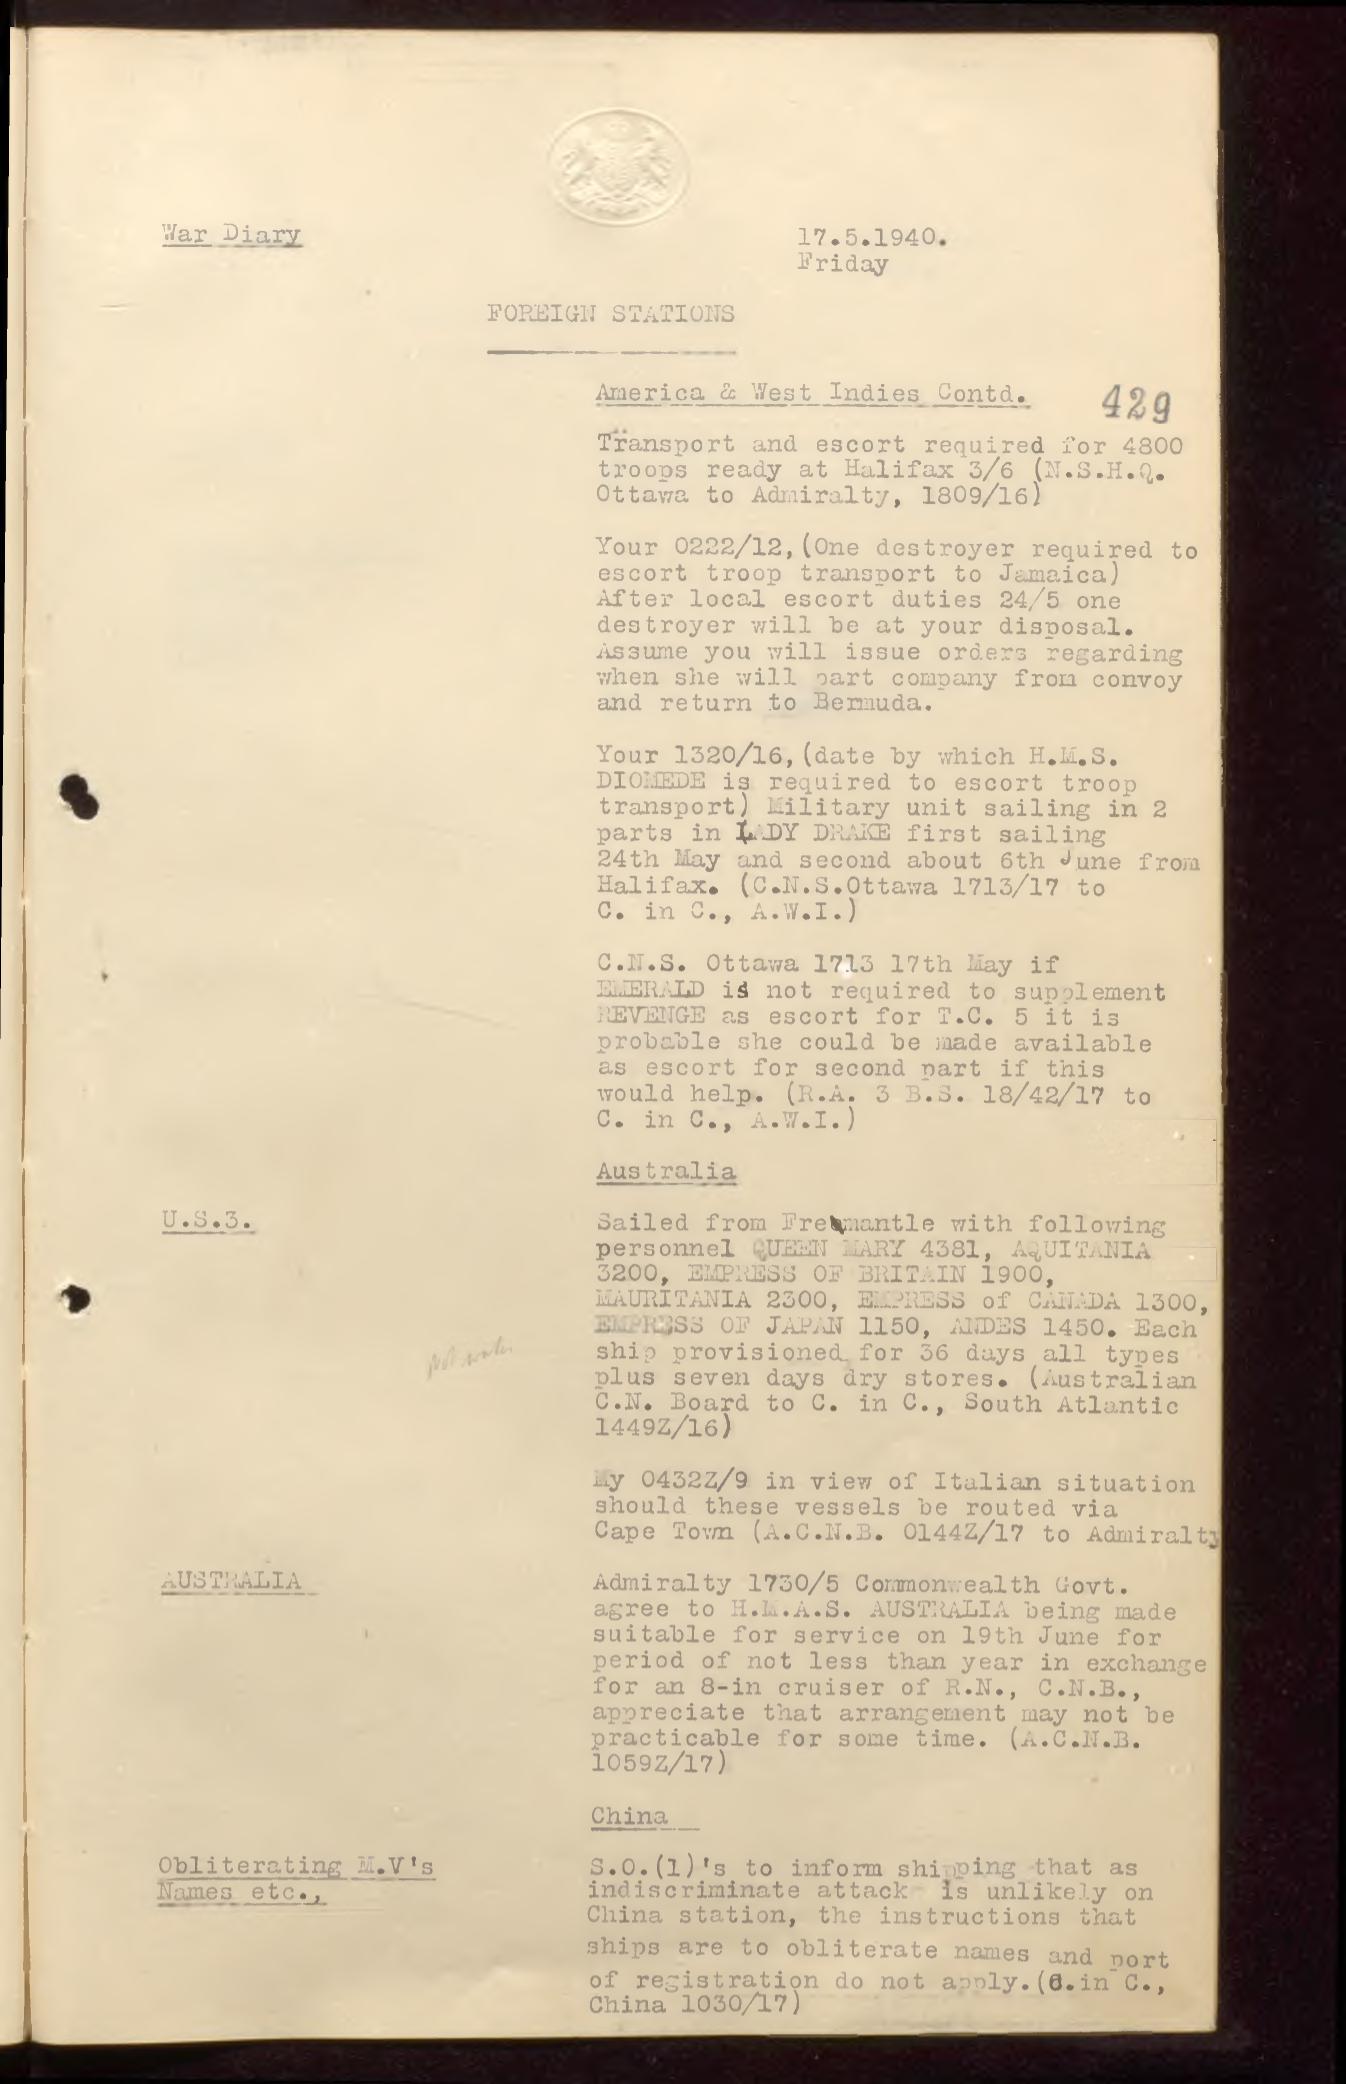 War Diary
17.5.1940.
Friday
FOREIGN STATIONS
America & West Indies Contd.
429
Transport and escort required for 4800
troops ready at Halifax 3/6 (N.S.H.Q.
Ottawa to Admiralty, 1809/16)
Your 0222/12,(One destroyer required to
escort troop transport to Jamaica)
After local escort duties 24/5 one
destroyer will be at your disposal.
Assume you will issue orders regarding
when she will part company from convoy
and return to Bermuda.
Your 1320/16,(date by which H.M.S.
DIOMEDE is required to escort troop
transport) Military unit sailing in 2
parts in LADY DRAKE first sailing
24th May and second about 6th June from
Halifax. (C.N.S.Ottawa 1713/17 to
C. in C., A.W.I.)
C.N.S. Ottawa 1713 17th May if
EMERALD is not required to supplement
REVENGE as escort for T.C. 5 it is
probable she could be made available
as escort for second part if this
would help. (R.A. 3 B.S. 18/42/17 to
C. in C., A.W.I.)
Australia
U.S.3.
Sailed from Fremantle with following
personnel QUEEN MARY 4381, AQUITANIA
3200, EMPRESS OF BRITAIN 1900,
MAURITANIA 2300, EMPRESS of CANADA 1300,
EMPRESS OF JAPAN 1150, ANDES 1450. Each
ship provisioned for 36 days all types
plus seven days dry stores. (Australian
C.N. Board to C. in C., South Atlantic
1449Z/16)
My 0432Z/9 in view of Italian situation
should these vessels be routed via
Cape Town (A.C.N.B. 0144Z/17 to Admiralty
AUSTRALIA
Admiralty 1730/5 Commonwealth Govt.
agree to H.M.A.S. AUSTRALIA being made
suitable for service on 19th June for
period of not less than year in exchange
for an 8-in cruiser of R.N., C.N.B.,
appreciate that arrangement may not be
practicable for some time. (A.C.N.B.
1059Z/17)
China
Obliterating M.V's
Names etc.,
S.O.(1)'s to inform shipping that as
indiscriminate attack is unlikely on
China station, the instructions that
ships are to obliterate names and port
of registration do not apply.(C.in C.,
China 1030/17)